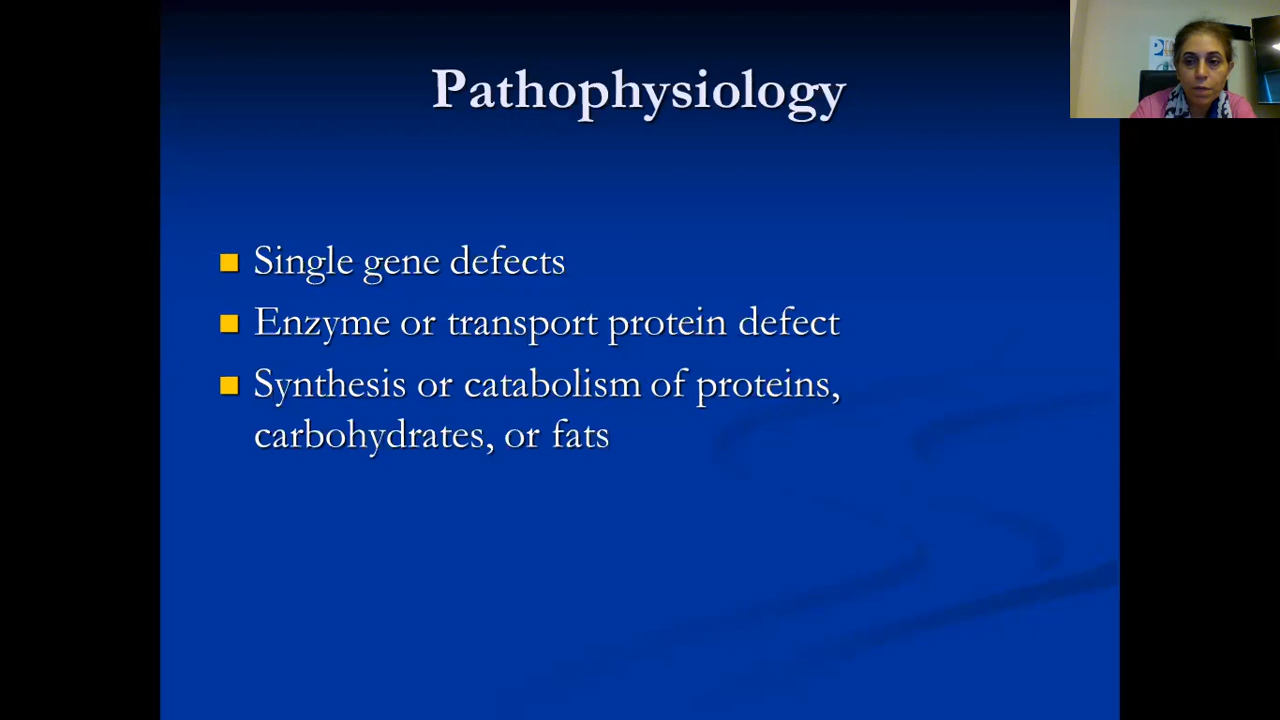 Pathophysiology
Single gene defects
Enzyme or transport protein defect
Synthesis or catabolism of proteins,
carbohydrates, or fats